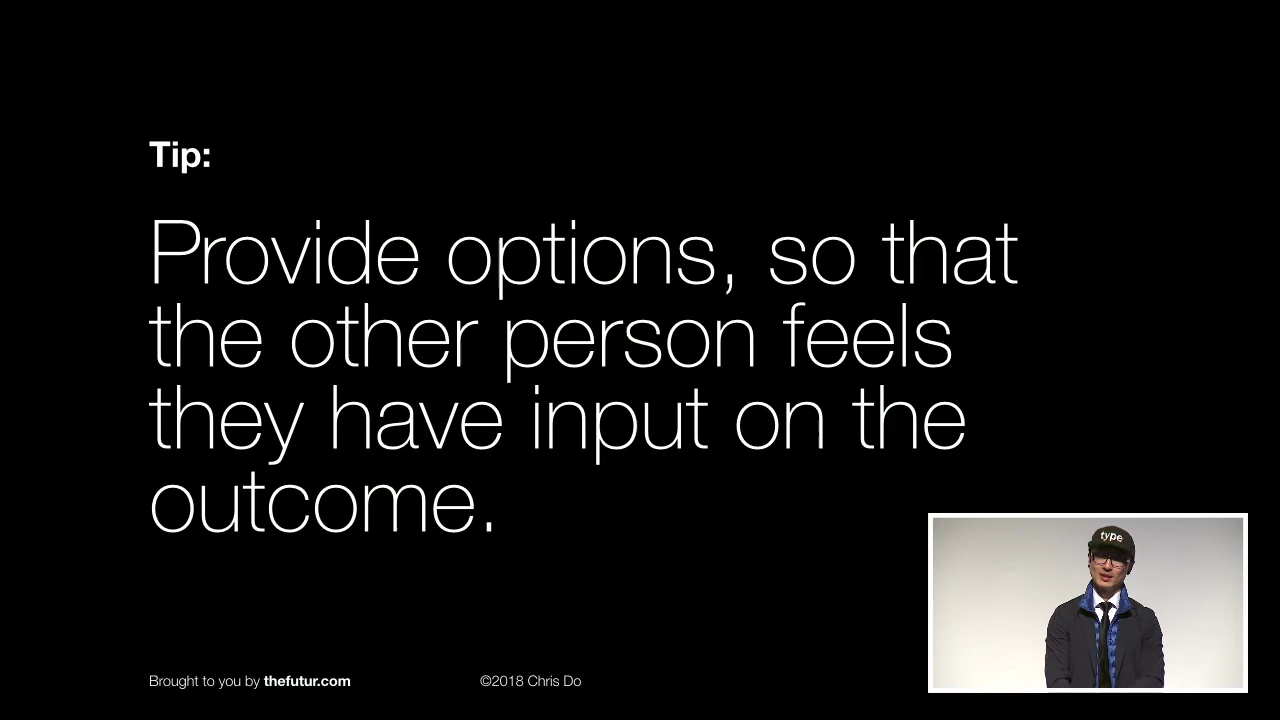 Tip:
Provide options, so that
the other person feels
they have input on the
outcome.
type
Brought to you by thefutur.com
©2018 Chris Do